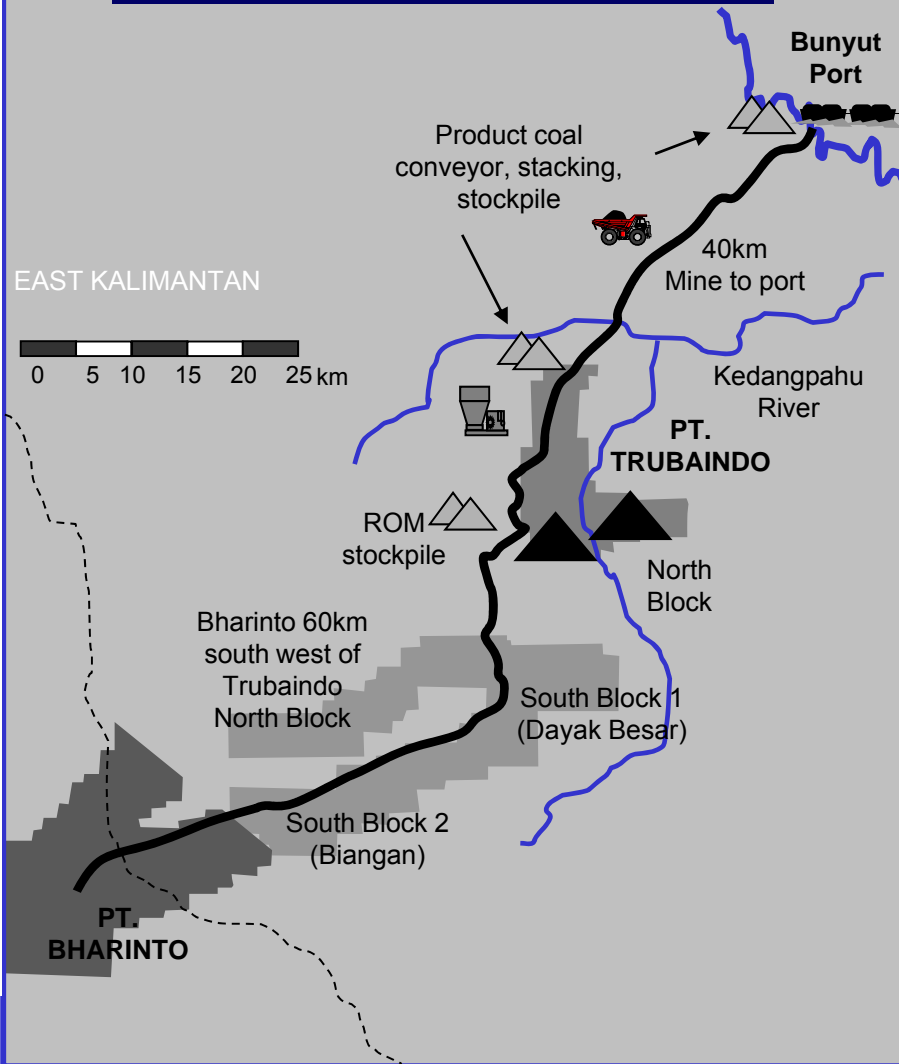 Bunyut
Port
Product coal
conveyor, stacking,
stockpile
40km
Mine to port
EAST KALIMANTAN
0 5 10 15 20 25 km
Kedangpahu
River
PT.
TRUBAINDO
ROM
stockpile
North
Block
Bharinto 60km
south west of
Trubaindo
North Block
South Block 1
(Dayak Besar)
South Block 2
(Biangan)
PT.
BHARINTO